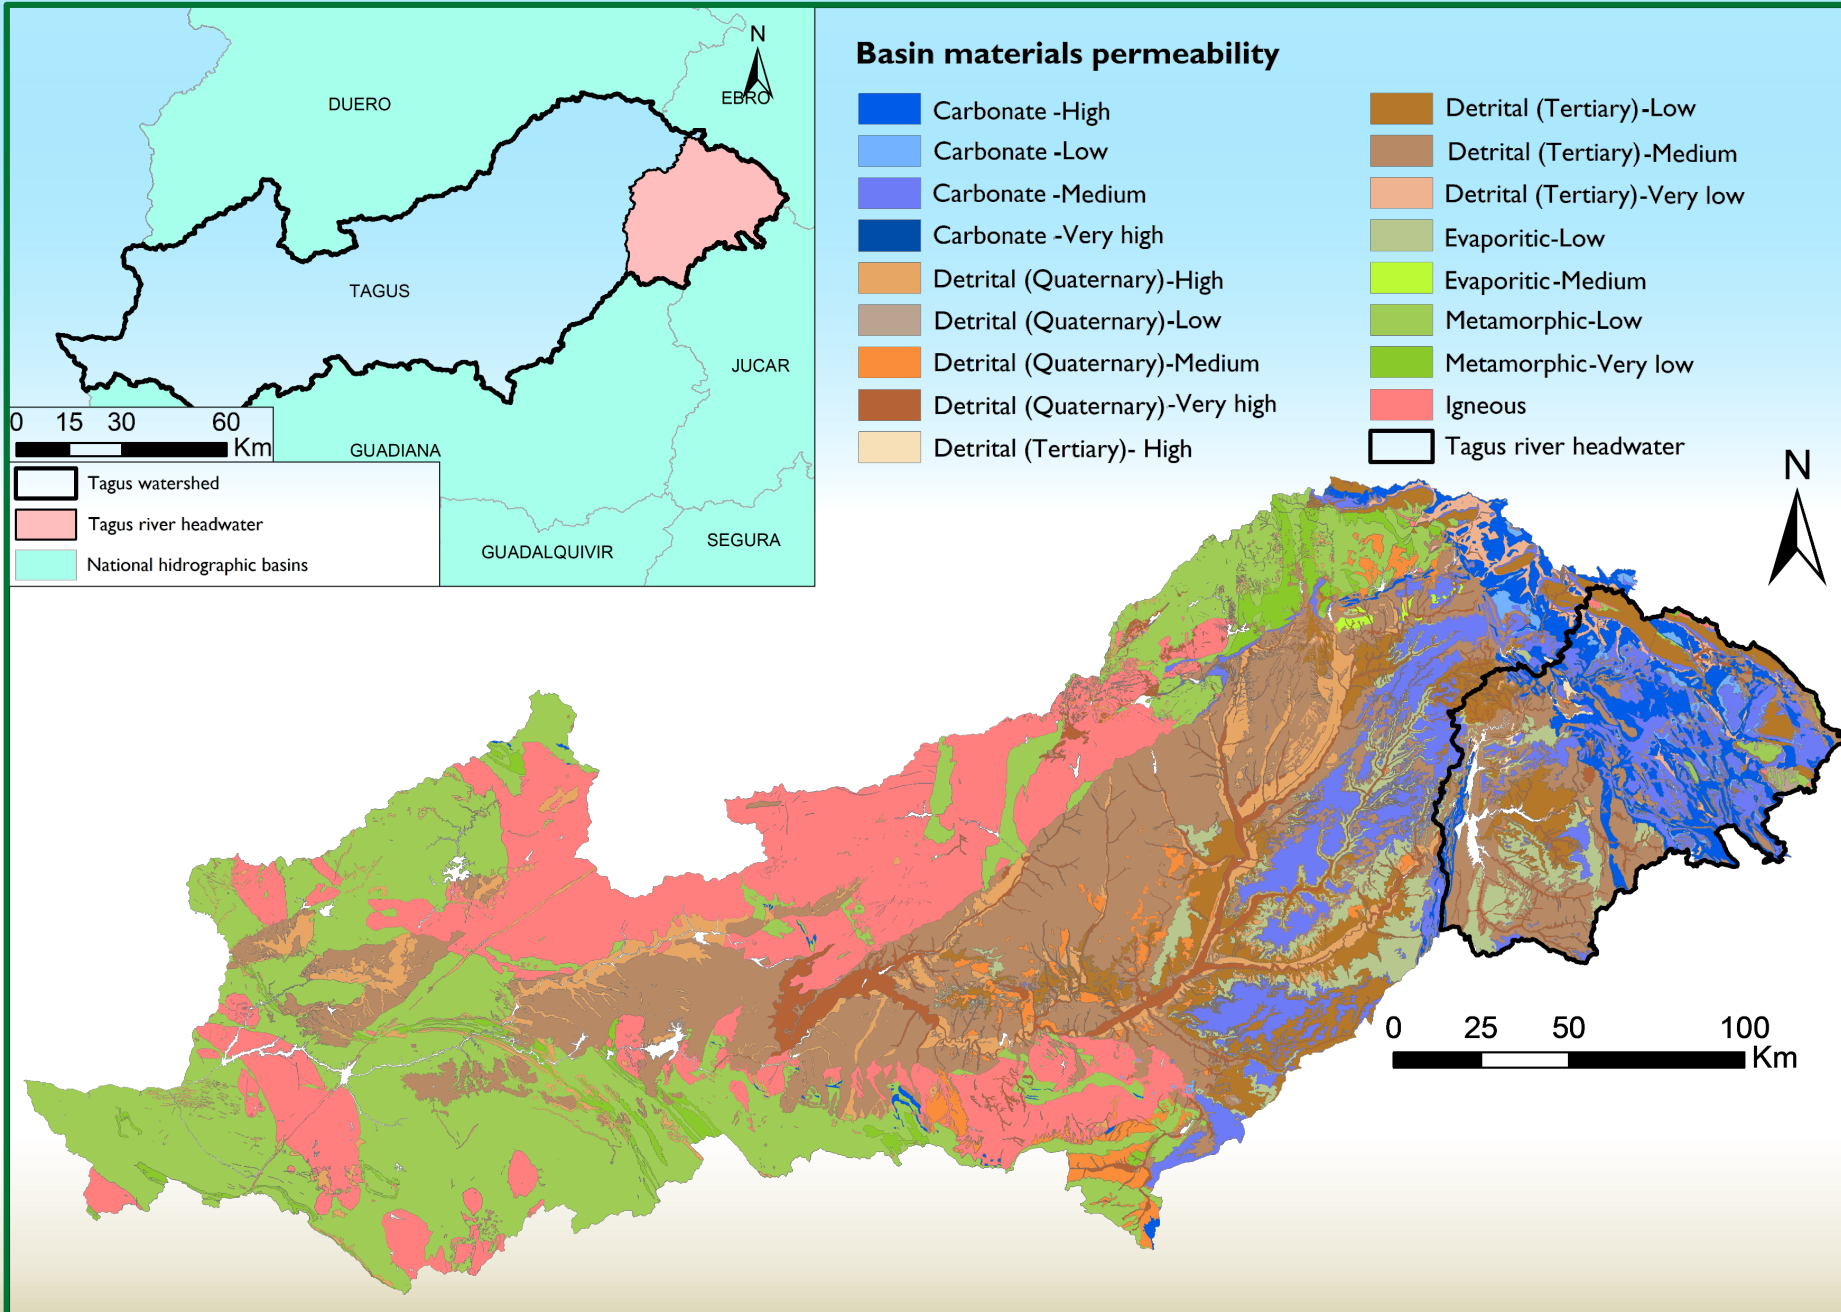 N
DUERO
EBRO
TAGUS
JUCAR
0 15 30 60
Km
GUADIANA
Tagus watershed
Tagus river headwater
National hidrographic basins
GUADALQUIVIR
SEGURA
Basin materials permeability
Carbonate -High
Carbonate -Low
Carbonate -Medium
Carbonate -Very high
Detrital (Quaternary)-High
Detrital (Quaternary)-Low
Detrital (Quaternary)-Medium
Detrital (Quaternary)-Very high
Detrital (Tertiary)- High
Detrital (Tertiary)-Low
Detrital (Tertiary)-Medium
Detrital (Tertiary)-Very low
Evaporitic-Low
Evaporitic-Medium
Metamorphic-Low
Metamorphic-Very low
Igneous
Tagus river headwater
N
0 25 50 100
Km